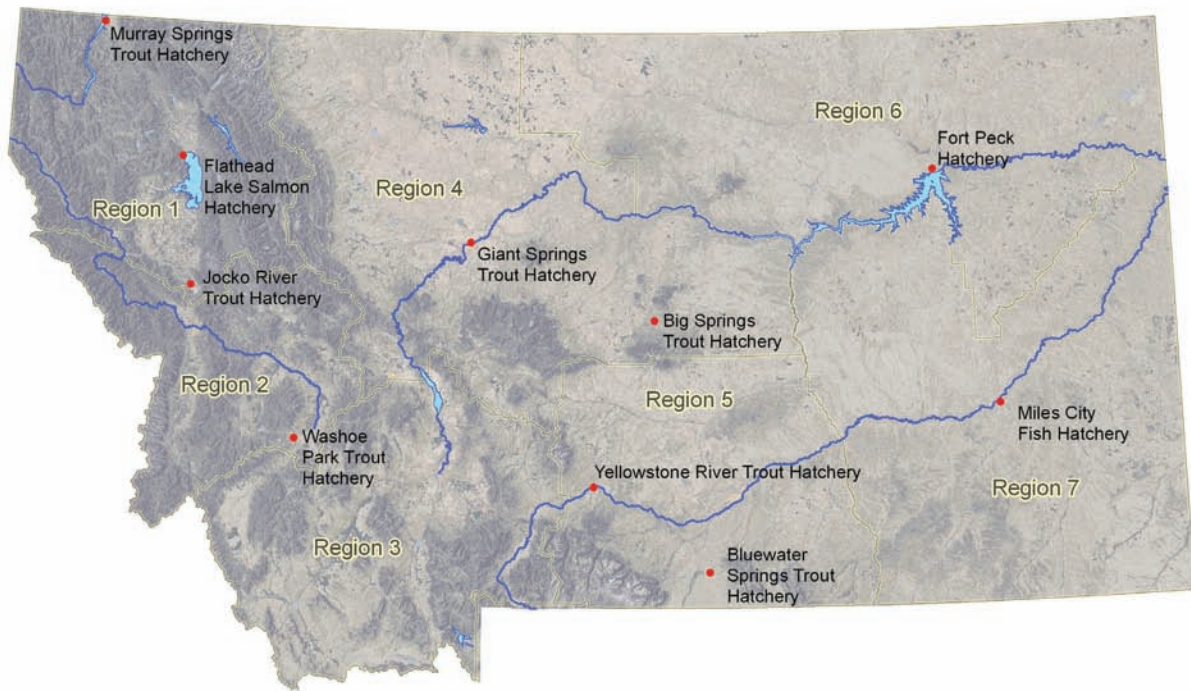 Murray Springs
Trout Hatchery
Region 6
Fort Peck
Hatchery
Flathead
Lake Salmon
Hatchery
Region 4
Region 1
Giant Springs
Trout Hatchery
Jocko River
Trout Hatchery
Big Springs
Trout Hatchery
Region 2
Region 5
Miles City
Fish Hatchery
Washoe
Park Trout
Hatchery
Yellowstone River Trout Hatchery
Region 7
Region 3
Bluewater
Springs Trout
Hatchery